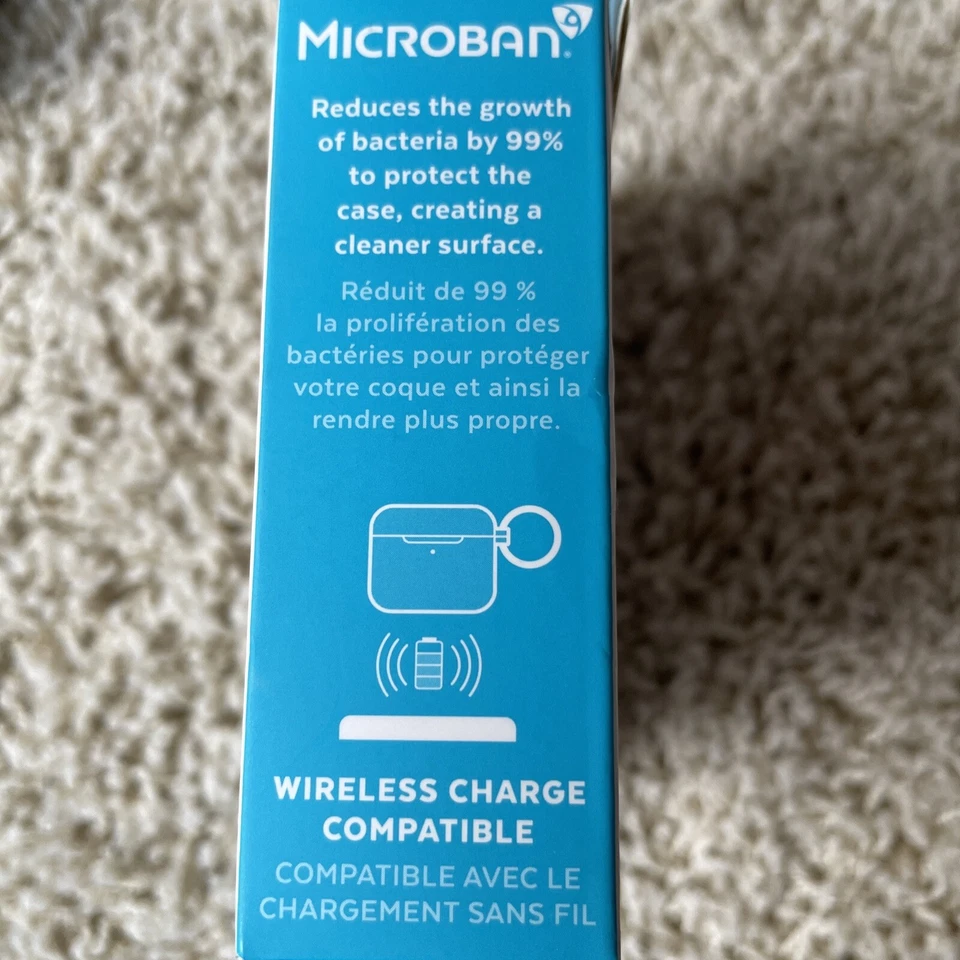 MICROBAN®
Reduces the growth
of bacteria by 99%
to protect the
case, creating a
cleaner surface.
Réduit de 99 %
la prolifération des
bactéries pour protéger
votre coque et ainsi la
rendre plus propre.
WIRELESS CHARGE
COMPATIBLE
COMPATIBLE AVEC LE
CHARGEMENT SANS FIL